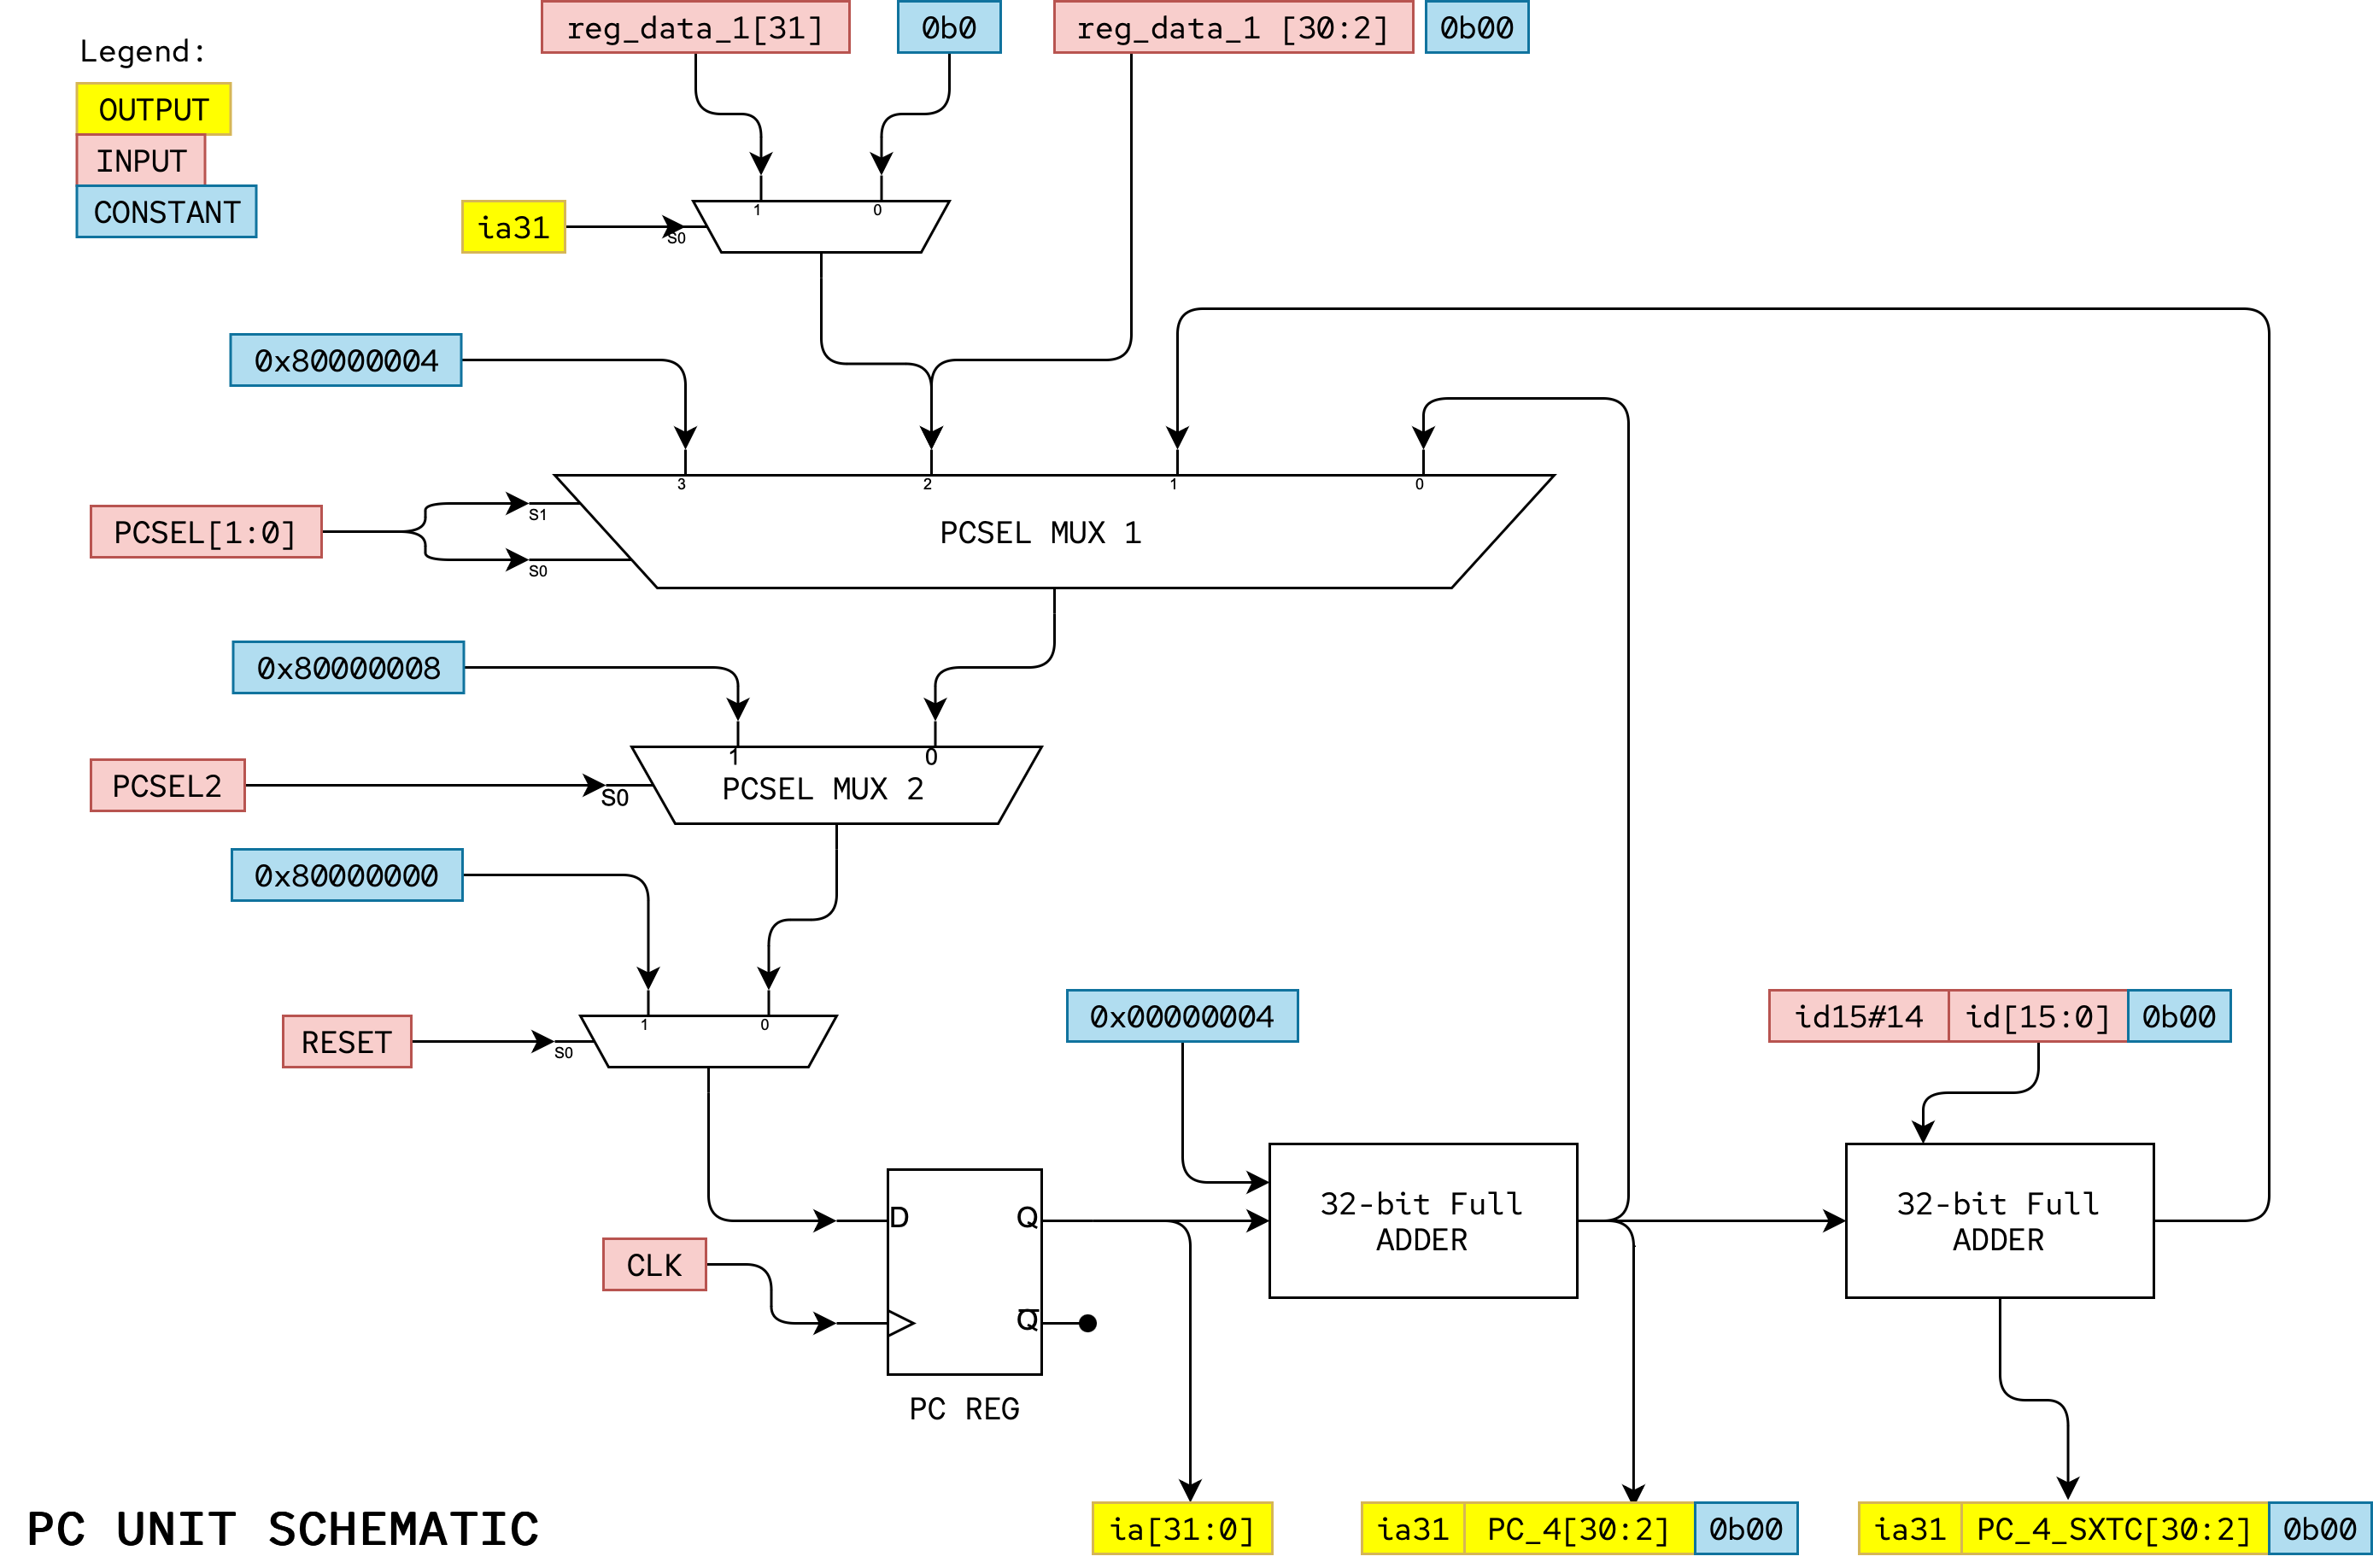 reg_data_1[31]
0b0
reg_data_1 [30:2]
0b00
Legend:
OUTPUT
INPUT
CONSTANT
1
0
ia31
S0
0x80000004
3
2
1
0
PCSEL[1:0]
S1
S0
PCSEL MUX 1
0x80000008
1
0
PCSEL2
S0
PCSEL MUX 2
0x80000000
1
0
RESET
S0
0x00000004
id15#14
id[15:0]
0b00
D
Q
CLK
Q
PC REG
32-bit Full
ADDER
32-bit Full
ADDER
PC UNIT SCHEMATIC
ia[31:0]
ia31
PC_4[30:2]
0b00
ia31
PC_4_SXTC[30:2]
0b00